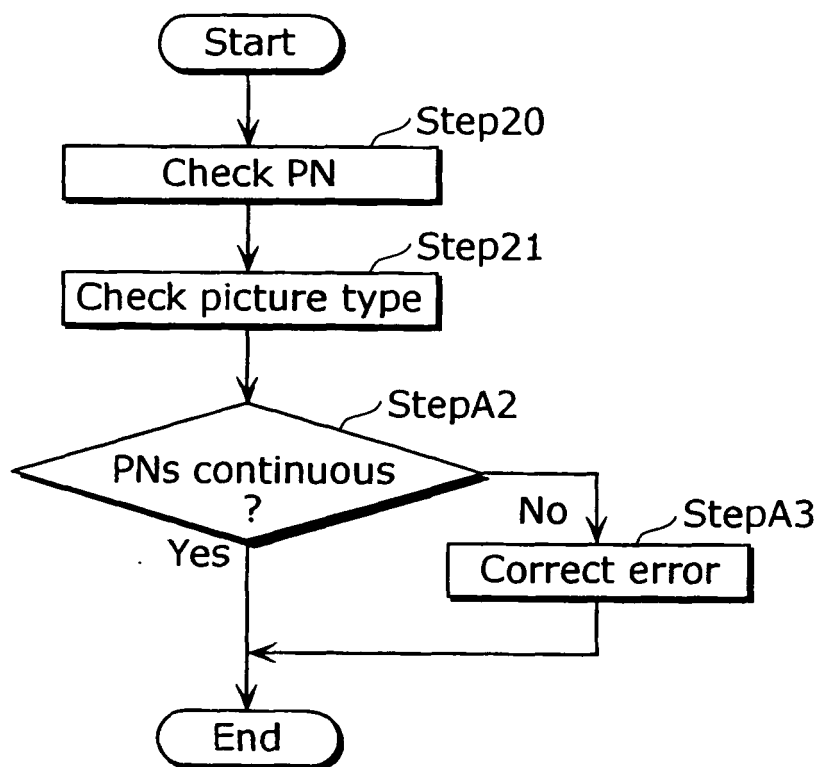 Start
Step20
Check PN
Step21
Check picture type
StepA2
PNs continuous
?
No
StepA3
Yes
Correct error
End